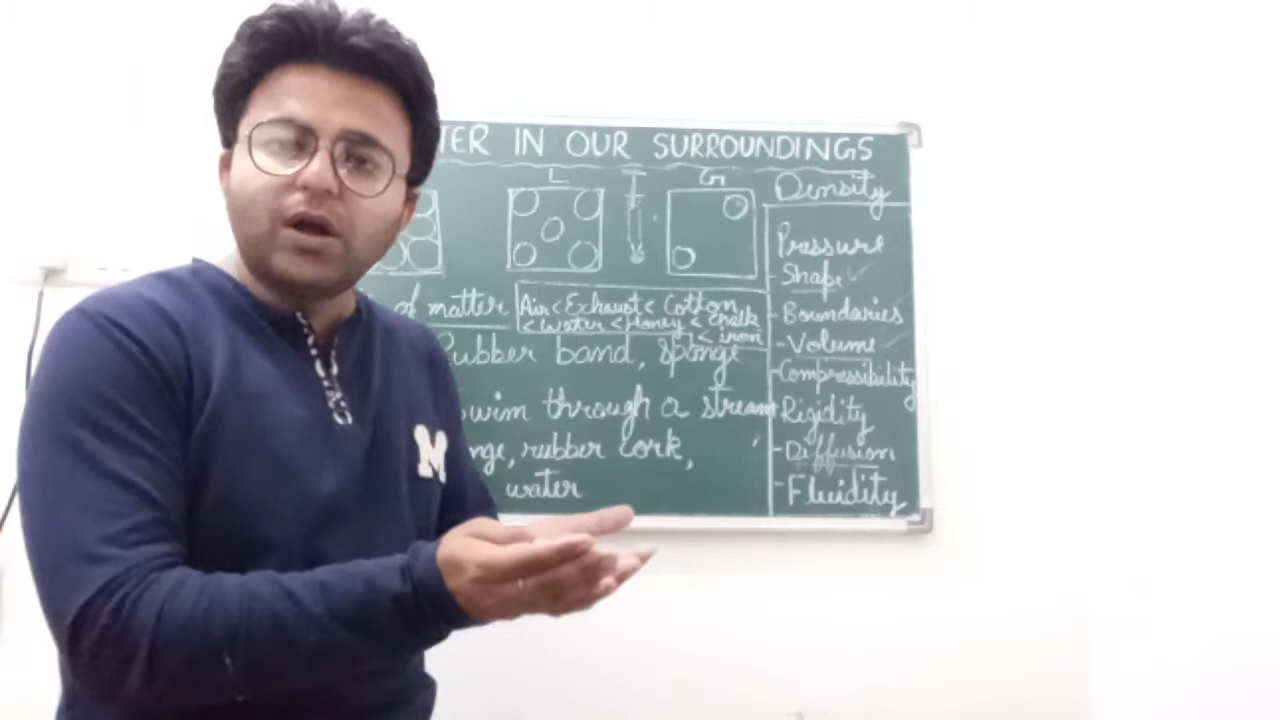 TER IN OUR SURROUNDINGS
L G
Density
Pressure
- Shape ✓
- Boundaries
- Volume
- Compressibility
- Rigidity
- Diffusion
- Fluidity
of matter
Air < Exhaust < Cotton
< Water < Honey < Chalk
< iron
Rubber band, sponge
swim through a stream
nge, rubber cork,
water
M